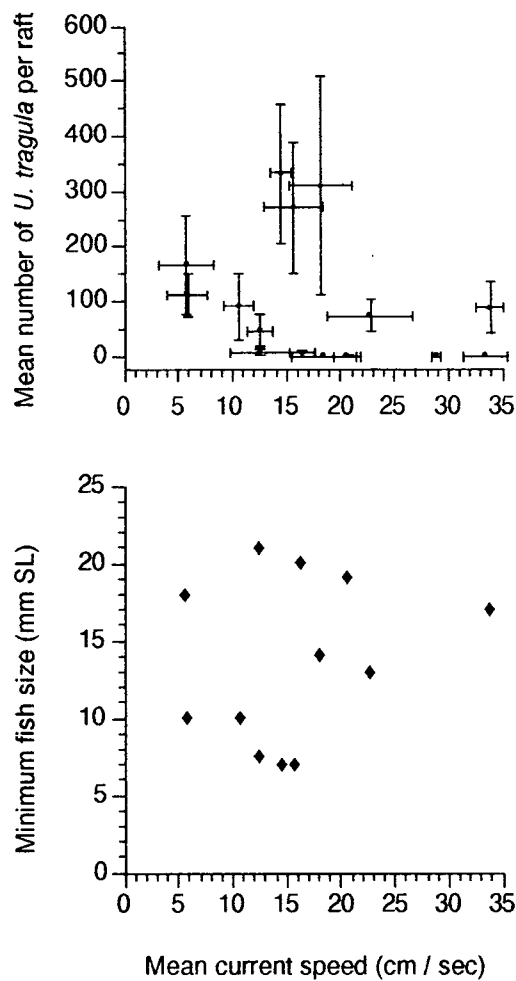 Mean number of U. tragula per raft
600
500
400
300
200
100
0
0 5 10 15 20 25 30 35
Minimum fish size (mm SL)
25
20
15
10
5
0
0 5 10 15 20 25 30 35
Mean current speed (cm / sec)